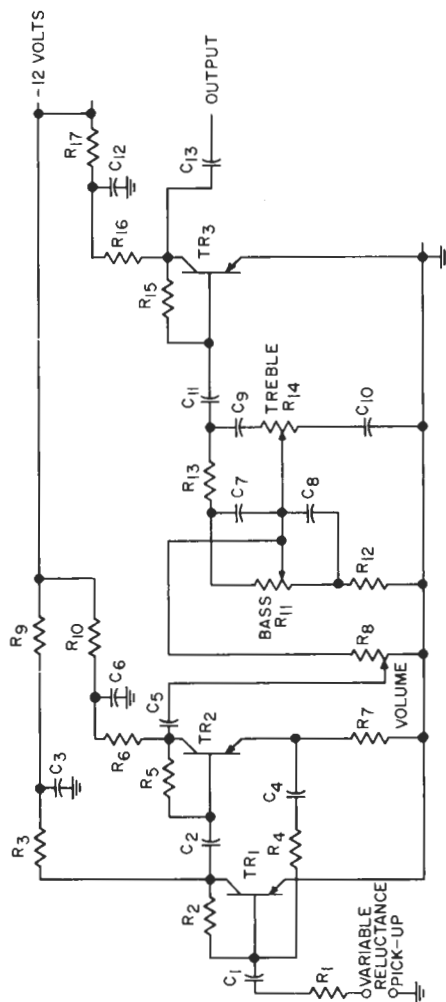 -12 VOLTS
R17
C12
R9
R10
C3
C6
R3
R16
C13
OUTPUT
R15
TR3
R6
C5
R5
TR2
C2
R2
TR1
C11
C9
TREBLE
R14
C10
R13
C7
C8
BASS
R11
R12
R8
VOLUME
R7
C4
R4
C1
R1
VARIABLE
RELUCTANCE
PICK-UP